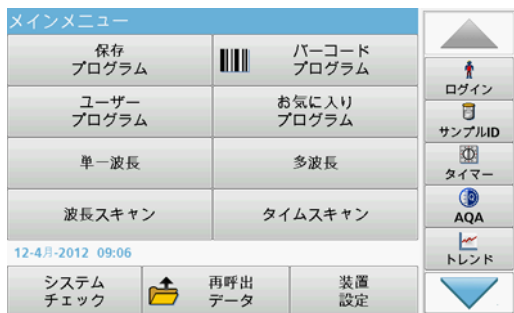 メインメニュー
保存
プログラム
バーコード
プログラム
ユーザー
プログラム
お気に入り
プログラム
単一波長
多波長
波長スキャン
タイムスキャン
12-4月-2012 09:06
システム
チェック
再呼出
データ
装置
設定
ログイン
サンプルID
タイマー
AQA
トレンド